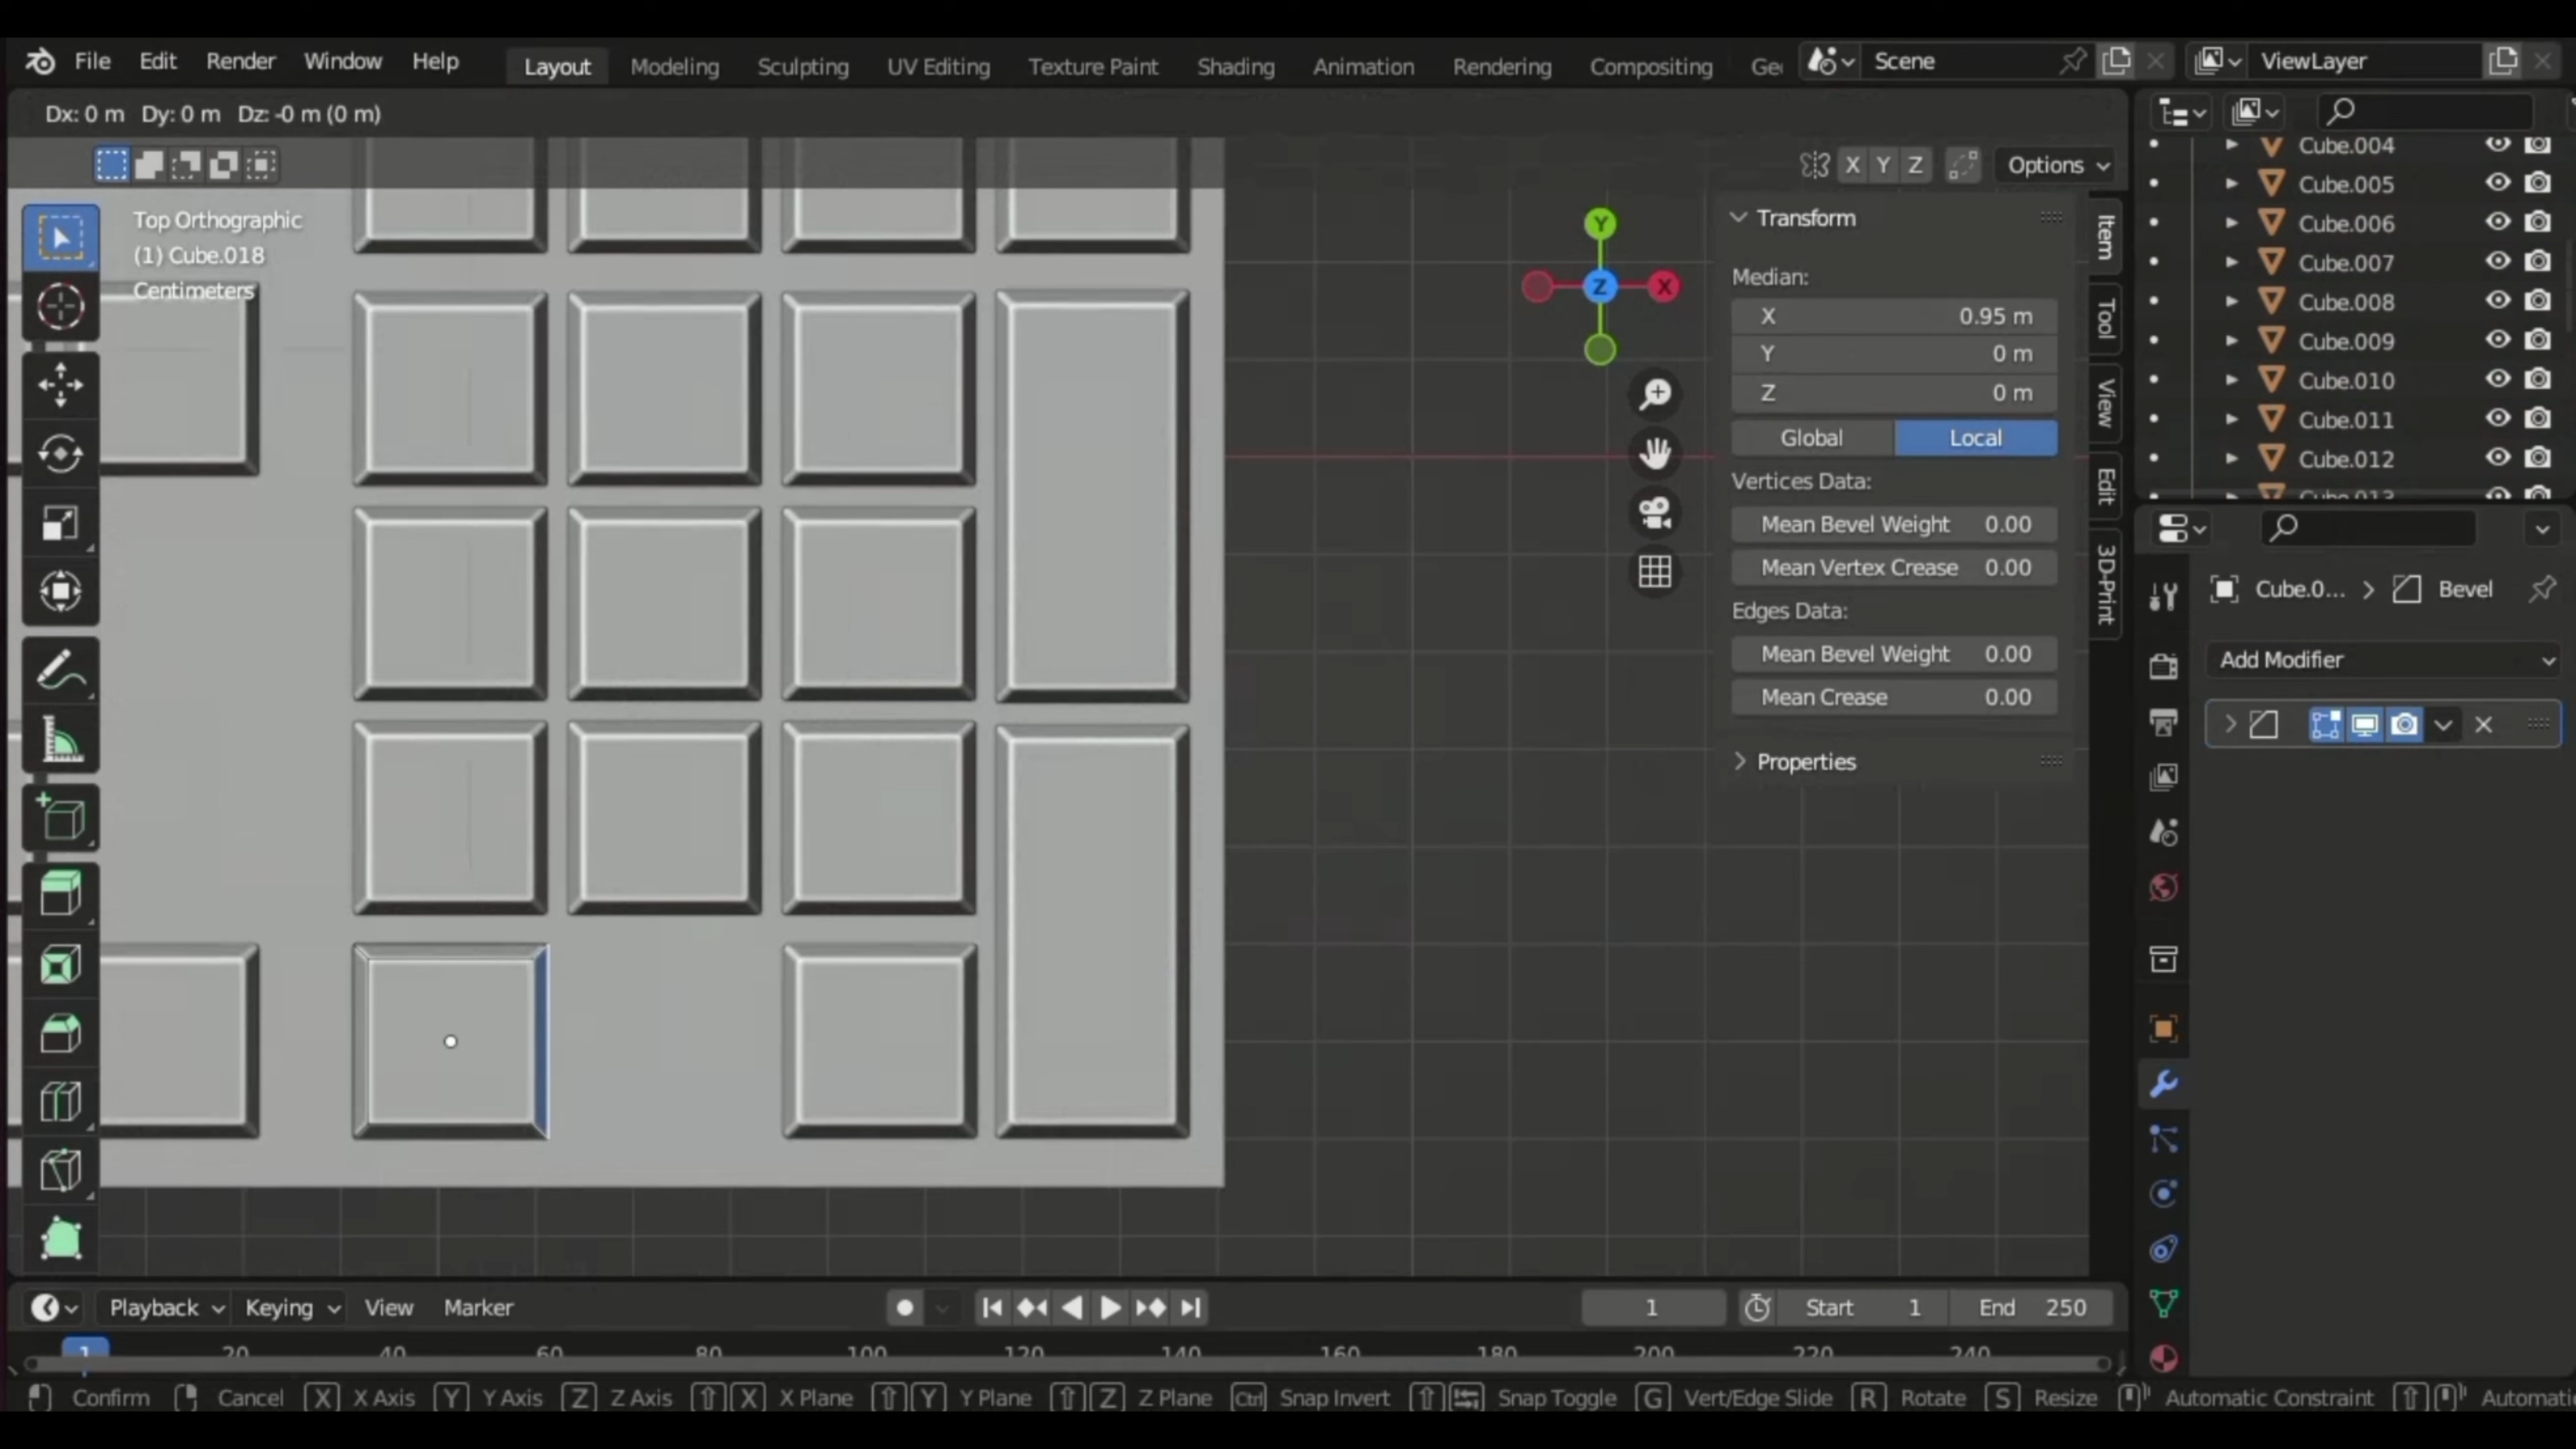 File Edit Render Window Help Layout Modeling Sculpting UV Editing Texture Paint Shading Animation Rendering Compositing Scene ViewLayer
Dx: 0 m Dy: 0 m Dz: -0 m (0 m)
X Y Z Options
Top Orthographic
(1) Cube.018
Centimeters
Y
Z
X
Transform
Median:
X 0.95 m
Y 0 m
Z 0 m
Global Local
Vertices Data:
Mean Bevel Weight 0.00
Mean Vertex Crease 0.00
Edges Data:
Mean Bevel Weight 0.00
Mean Crease 0.00
Properties
Item
Tool
View
Edit
3D-Print
Cube.004
Cube.005
Cube.006
Cube.007
Cube.008
Cube.009
Cube.010
Cube.011
Cube.012
Cube.013
Cube.0... > Bevel
Add Modifier
Playback Keying View Marker 1 Start 1 End 250
1 20 40 60 80 100 120 140 160 180 200 220 240
Confirm Cancel X X Axis Y Y Axis Z Z Axis X X Plane Y Y Plane Z Z Plane Ctrl Snap Invert Snap Toggle G Vert/Edge Slide R Rotate S Resize Automatic Constraint